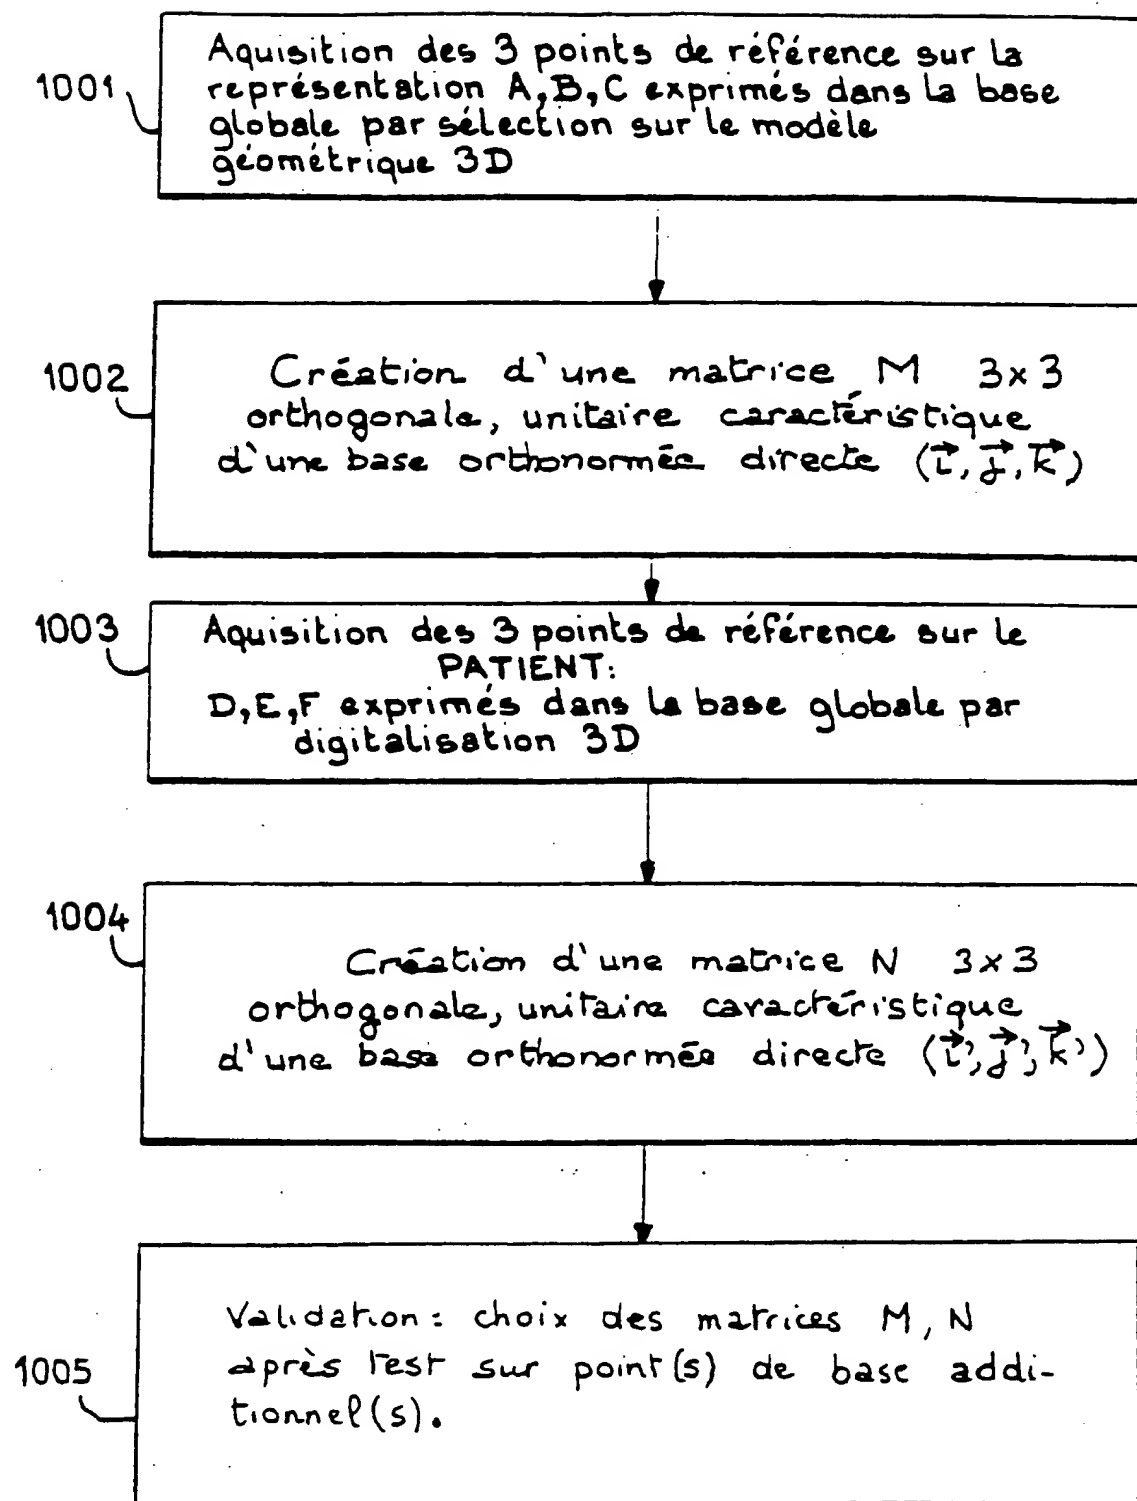 1001
Aquisition des 3 points de référence sur la
représentation A,B,C exprimés dans la base
globale par sélection sur le modèle
géométrique 3D
1002
Création d'une matrice M 3x3
orthogonale, unitaire caractéristique
d'une base orthonormée directe (i⃗, j⃗, k⃗)
1003
Aquisition des 3 points de référence sur le
PATIENT:
D,E,F exprimés dans la base globale par
digitalisation 3D
1004
Création d'une matrice N 3x3
orthogonale, unitaire caractéristique
d'une base orthonormée directe (i⃗', j⃗', k⃗')
1005
Validation: choix des matrices M, N
après test sur point(s) de base addi-
tionnel(s).